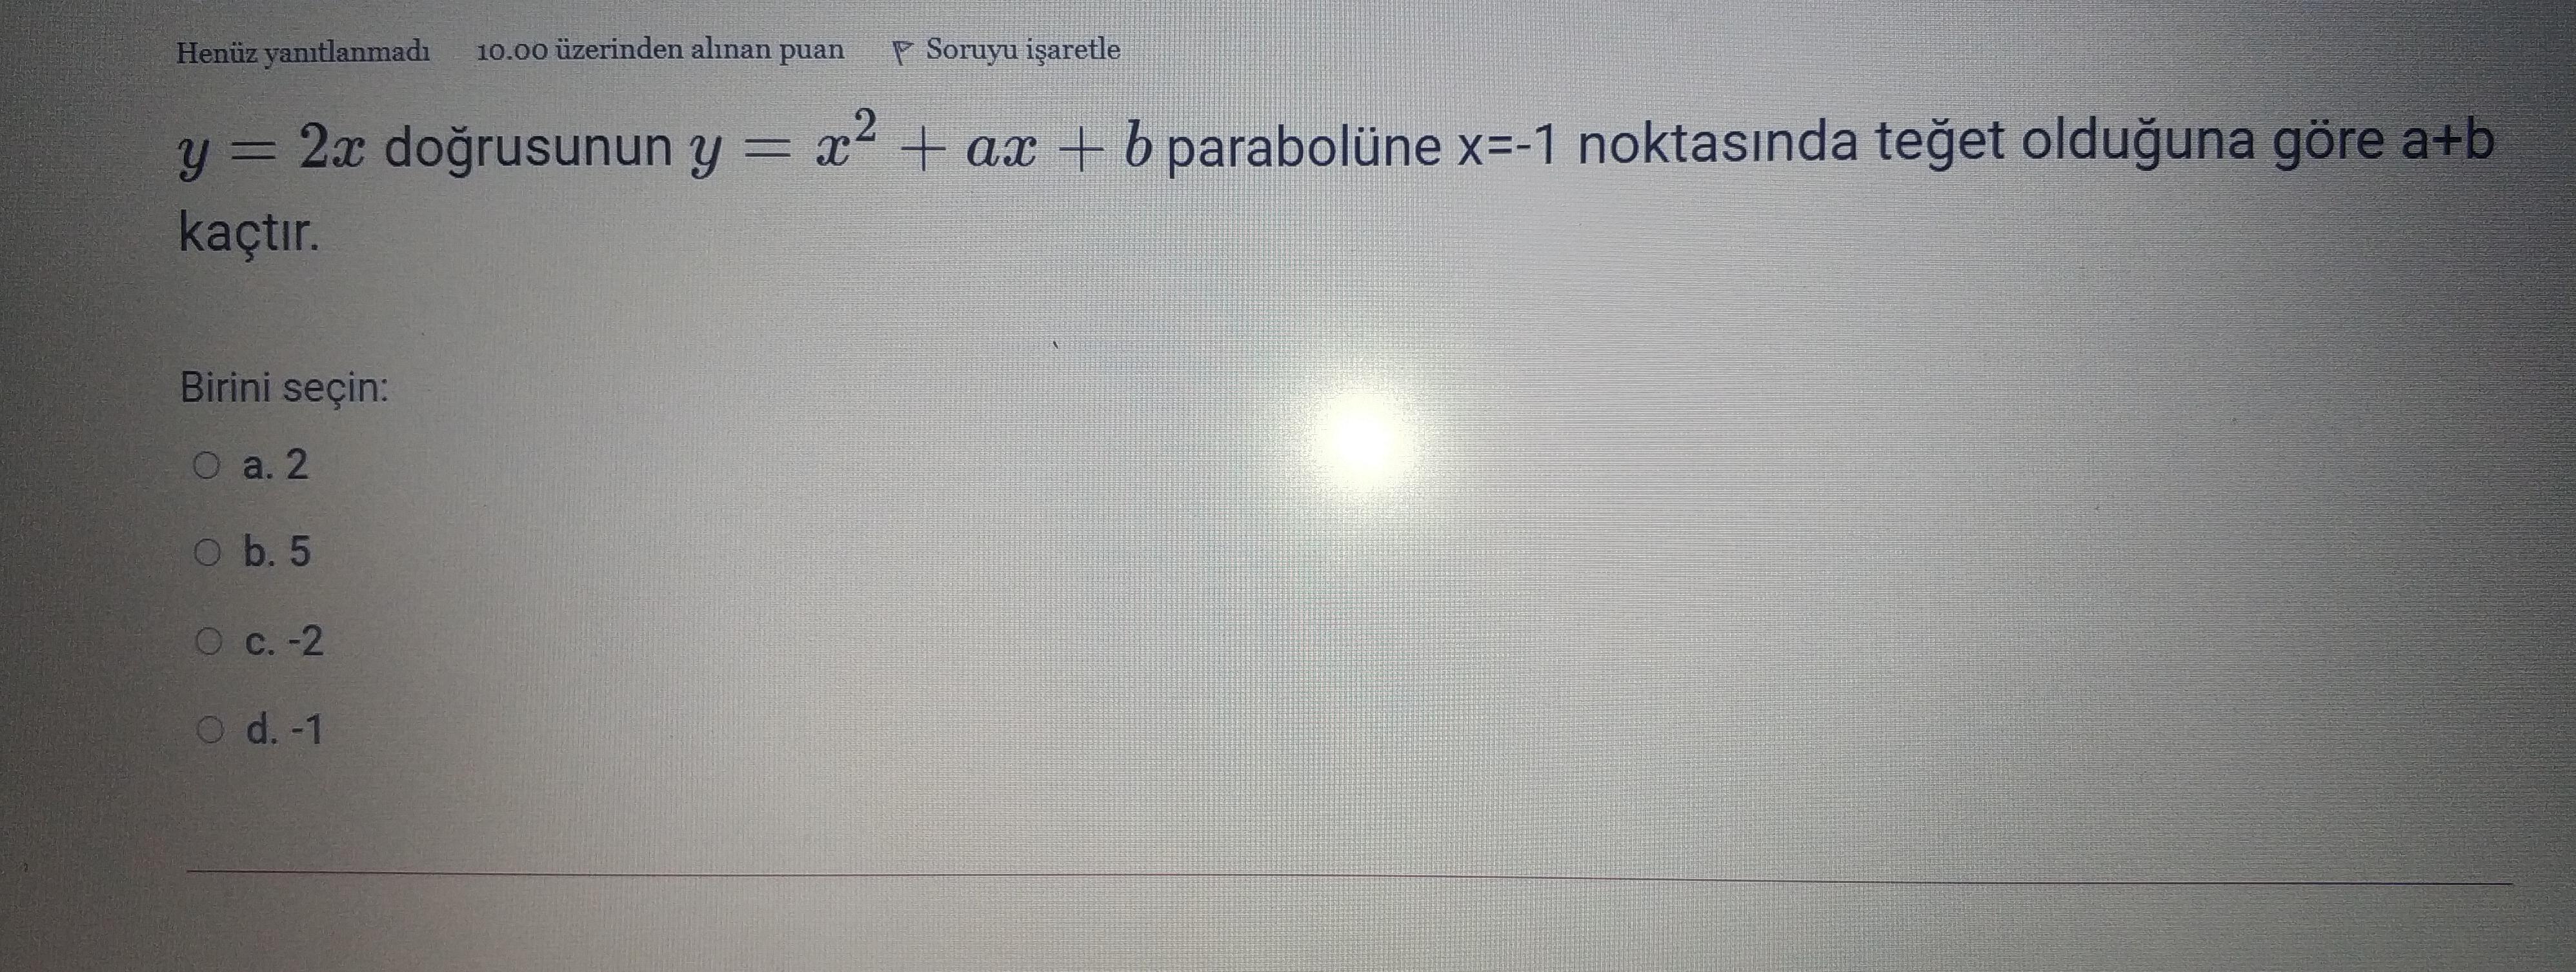 Henüz yanıtlanmadı 10.00 üzerinden alınan puan Soruyu işaretle
y = 2x doğrusunun y = x² + ax + b parabolüne x=-1 noktasında teğet olduğuna göre a+b
kaçtır.
Birini seçin:
a. 2
b. 5
c. -2
d. -1